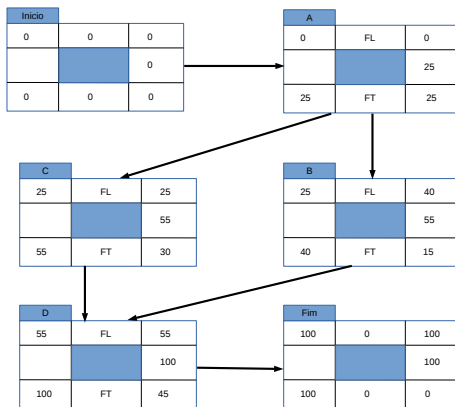 Inicio
0 0 0
0
0 0 0
A
0 FL 0
25
25 FT 25
C
25 FL 25
55
55 FT 30
B
25 FL 40
55
40 FT 15
D
55 FL 55
100
100 FT 45
Fim
100 0 100
100
100 0 0